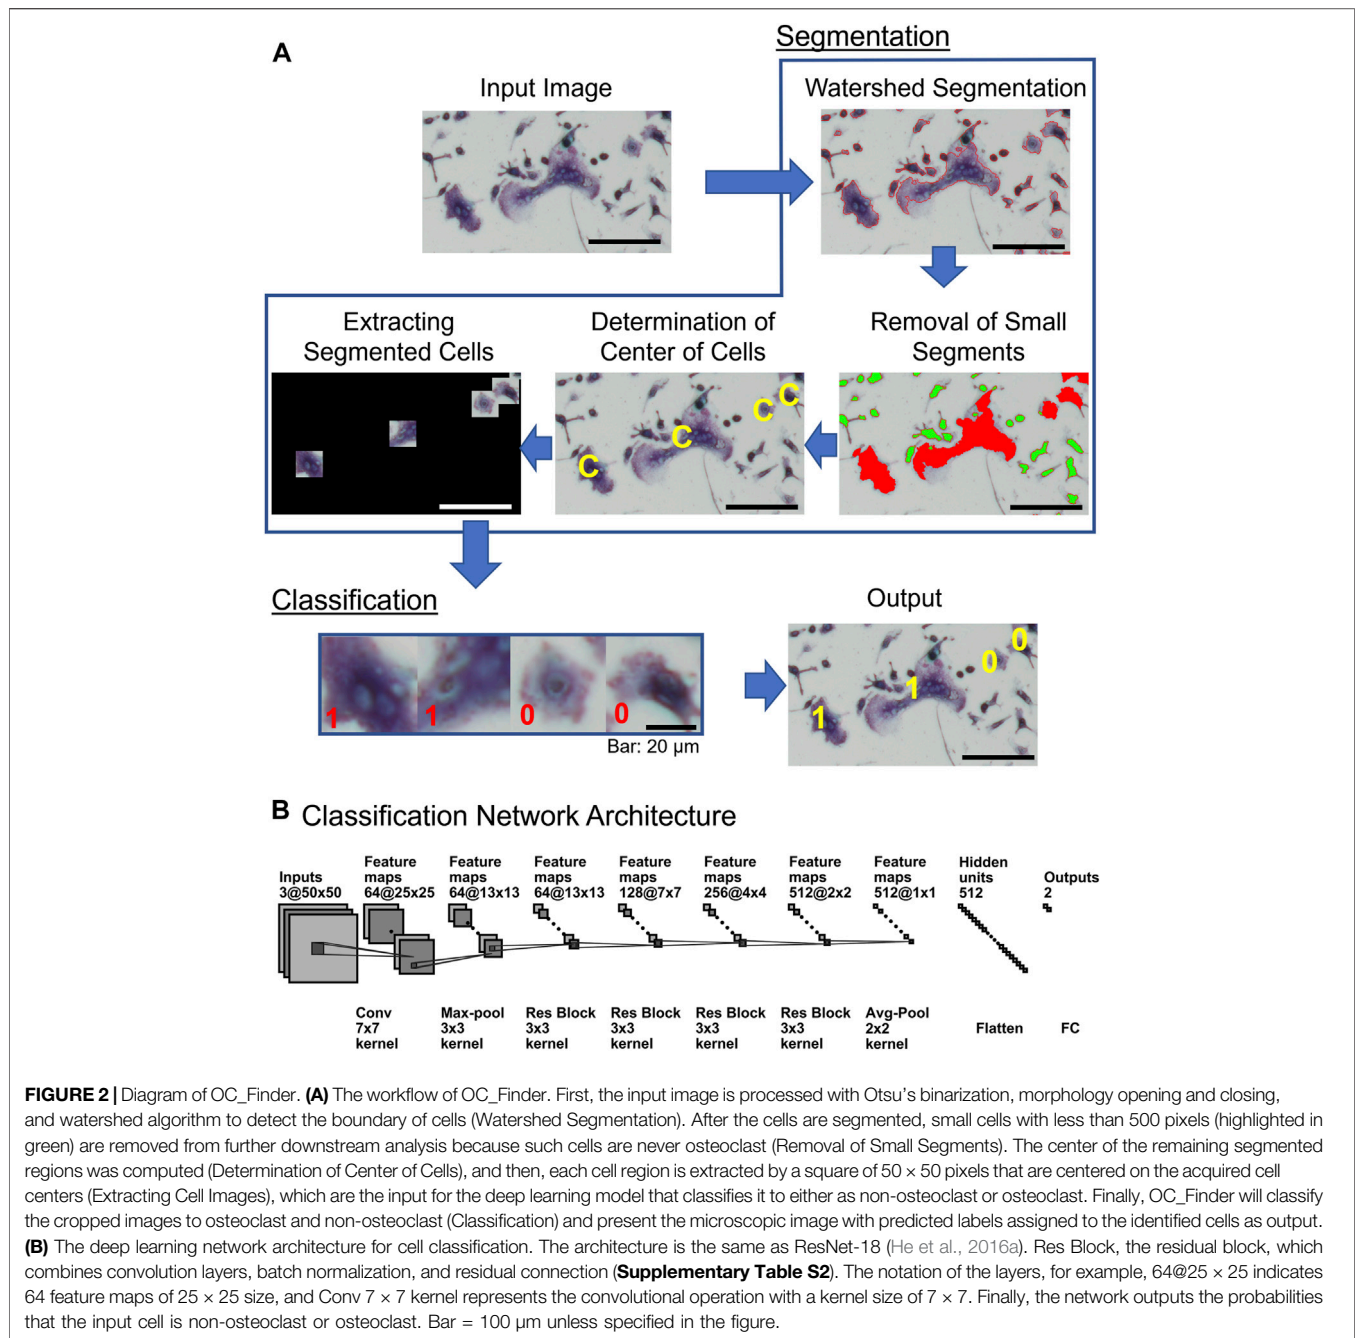 Segmentation
A
Input Image
Watershed Segmentation
Extracting
Segmented Cells
Determination of
Center of Cells
Removal of Small
Segments
C
C
C
C
Classification
Output
1
1
0
0
Bar: 20 μm
0
0
1
1
B Classification Network Architecture
Inputs
3@50x50
Feature
maps
64@25x25
Feature
maps
64@13x13
Feature
maps
64@13x13
Feature
maps
128@7x7
Feature
maps
256@4x4
Feature
maps
512@2x2
Feature
maps
512@1x1
Hidden
units
512
Outputs
2
Conv
7x7
kernel
Max-pool
3x3
kernel
Res Block
3x3
kernel
Res Block
3x3
kernel
Res Block
3x3
kernel
Res Block
3x3
kernel
Avg-Pool
2x2
kernel
Flatten
FC
FIGURE 2 | Diagram of OC_Finder. (A) The workflow of OC_Finder. First, the input image is processed with Otsu's binarization, morphology opening and closing,
and watershed algorithm to detect the boundary of cells (Watershed Segmentation). After the cells are segmented, small cells with less than 500 pixels (highlighted in
green) are removed from further downstream analysis because such cells are never osteoclast (Removal of Small Segments). The center of the remaining segmented
regions was computed (Determination of Center of Cells), and then, each cell region is extracted by a square of 50 × 50 pixels that are centered on the acquired cell
centers (Extracting Cell Images), which are the input for the deep learning model that classifies it to either as non-osteoclast or osteoclast. Finally, OC_Finder will classify
the cropped images to osteoclast and non-osteoclast (Classification) and present the microscopic image with predicted labels assigned to the identified cells as output.
(B) The deep learning network architecture for cell classification. The architecture is the same as ResNet-18 (He et al., 2016a). Res Block, the residual block, which
combines convolution layers, batch normalization, and residual connection (Supplementary Table S2). The notation of the layers, for example, 64@25 × 25 indicates
64 feature maps of 25 × 25 size, and Conv 7 × 7 kernel represents the convolutional operation with a kernel size of 7 × 7. Finally, the network outputs the probabilities
that the input cell is non-osteoclast or osteoclast. Bar = 100 μm unless specified in the figure.